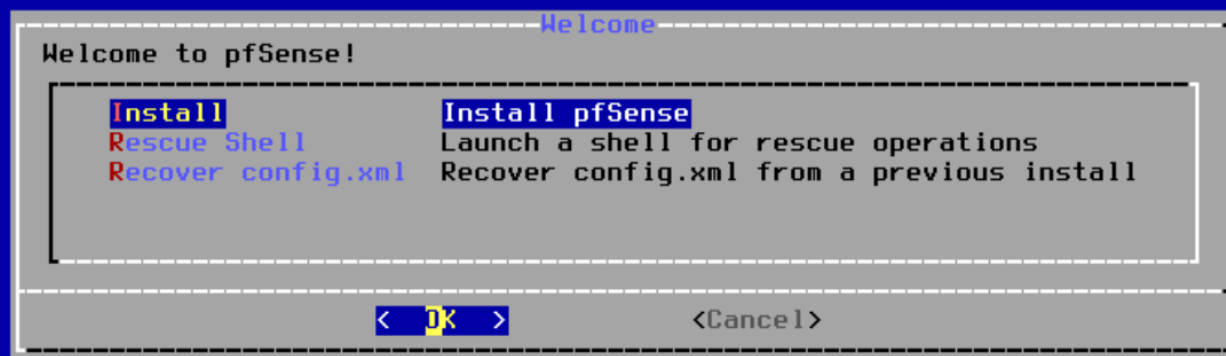 Welcome
Welcome to pfSense!
Install Install pfSense
Rescue Shell Launch a shell for rescue operations
Recover config.xml Recover config.xml from a previous install
< OK > <Cancel>